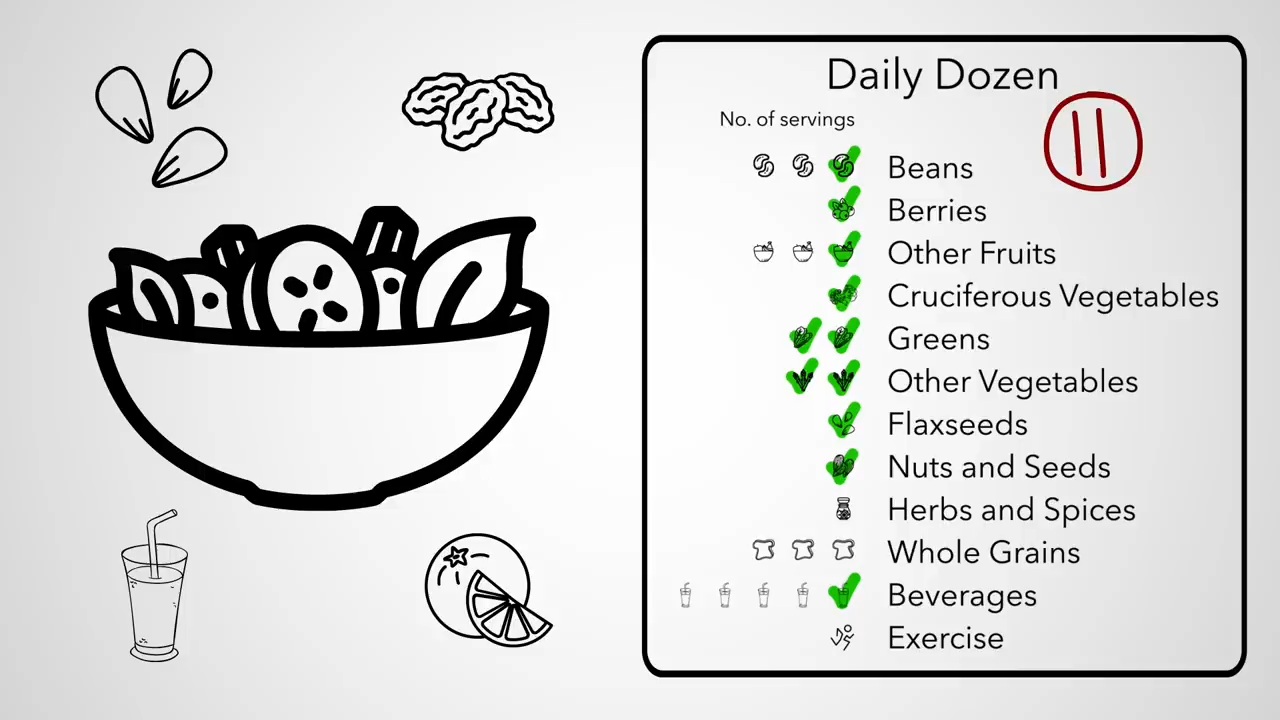 Daily Dozen
No. of servings
11
Beans
Berries
Other Fruits
Cruciferous Vegetables
Greens
Other Vegetables
Flaxseeds
Nuts and Seeds
Herbs and Spices
Whole Grains
Beverages
Exercise